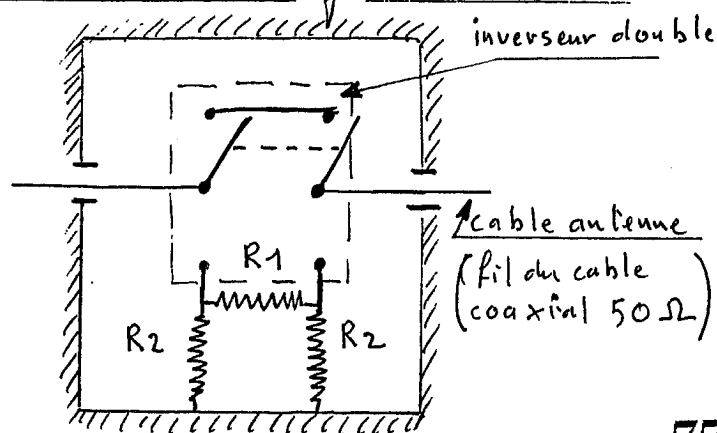 inverseur double
cable antenne
(fil du cable
coaxial 50 Ω)
R1
R2
R2